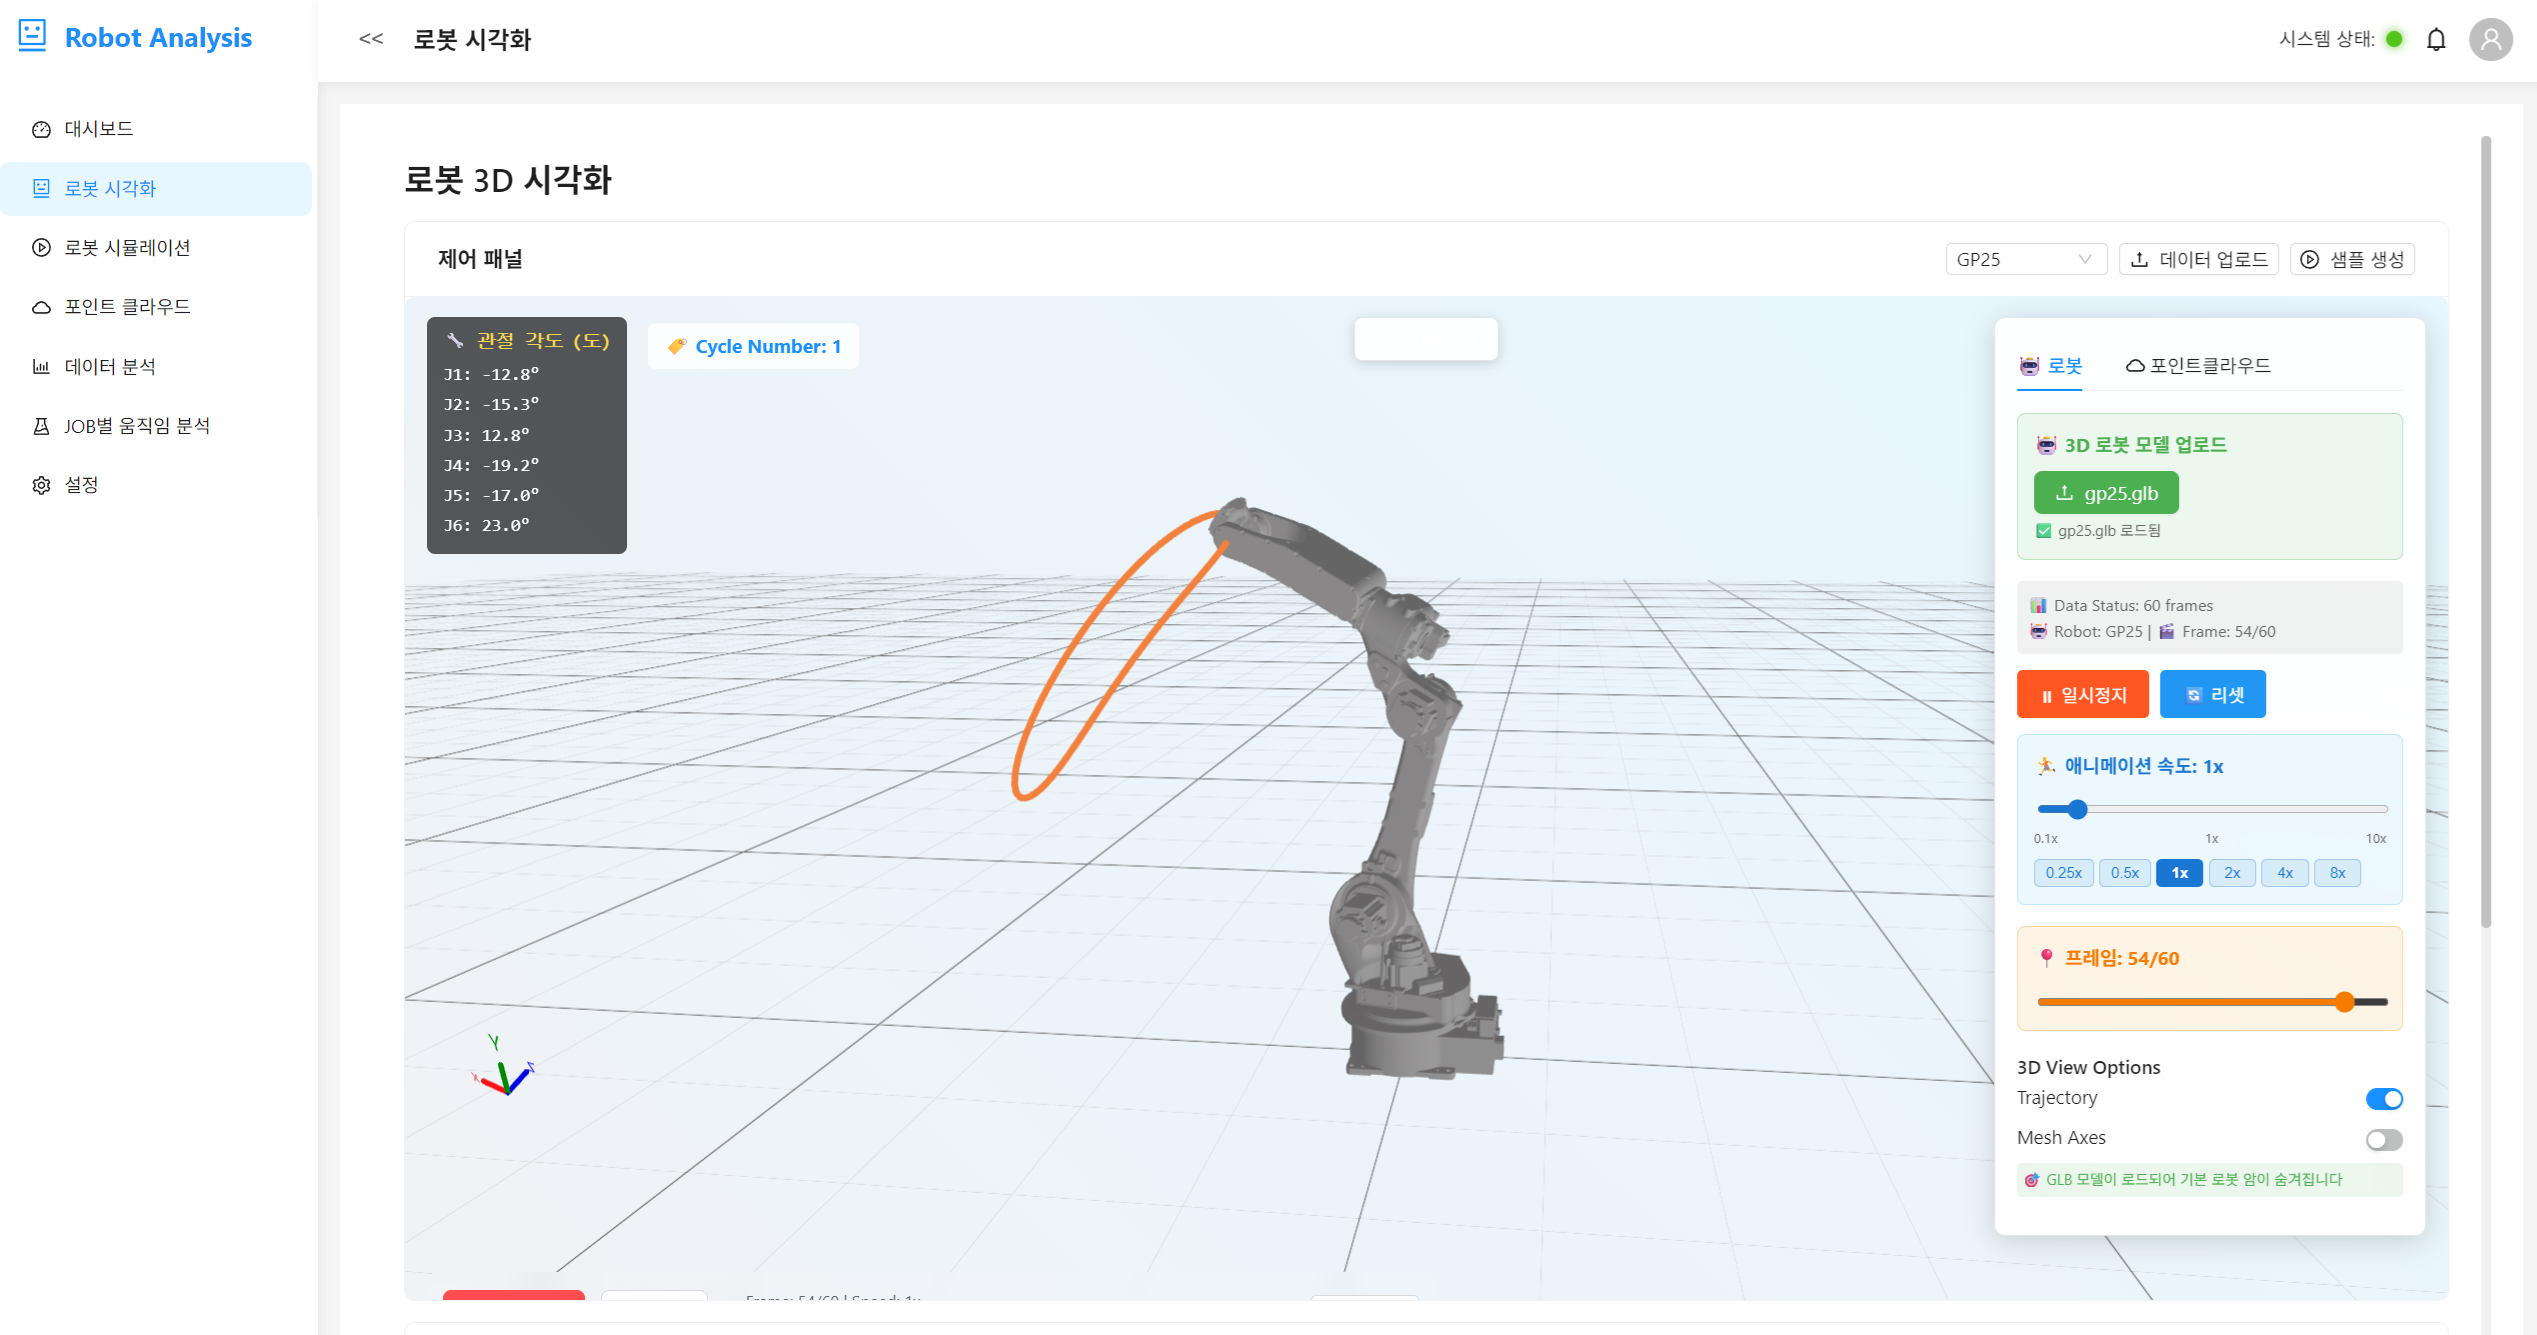 Robot Analysis
<< 로봇 시각화
시스템 상태:
대시보드
로봇 시각화
로봇 시뮬레이션
포인트 클라우드
데이터 분석
JOB별 움직임 분석
설정
로봇 3D 시각화
제어 패널
GP25
데이터 업로드
샘플 생성
관절 각도 (도)
J1: -12.8°
J2: -15.3°
J3: 12.8°
J4: -19.2°
J5: -17.0°
J6: 23.0°
Cycle Number: 1
Y
X
Z
로봇
포인트클라우드
3D 로봇 모델 업로드
gp25.glb
gp25.glb 로드됨
Data Status: 60 frames
Robot: GP25 | Frame: 54/60
일시정지
리셋
애니메이션 속도: 1x
0.1x 1x 10x
0.25x 0.5x 1x 2x 4x 8x
프레임: 54/60
3D View Options
Trajectory
Mesh Axes
GLB 모델이 로드되어 기본 로봇 암이 숨겨집니다
Frame: 54/60 | Speed: 1x